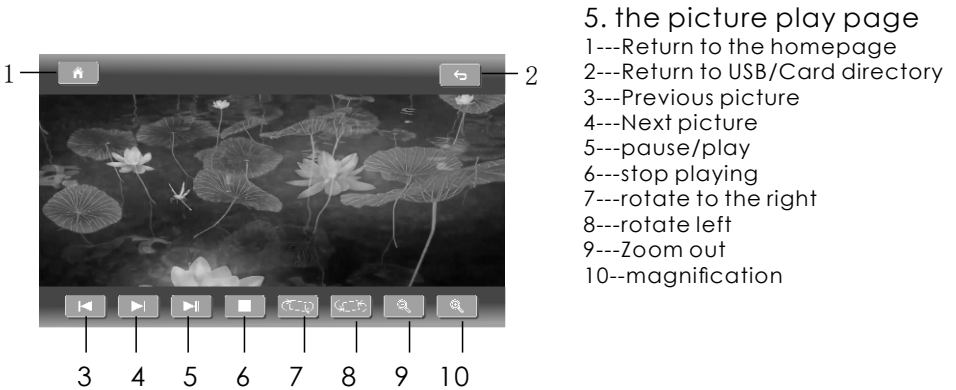 5. the picture play page
1---Return to the homepage
2---Return to USB/Card directory
3---Previous picture
4---Next picture
5---pause/play
6---stop playing
7---rotate to the right
8---rotate left
9---Zoom out
10--magnification
1
2
3 4 5 6 7 8 9 10